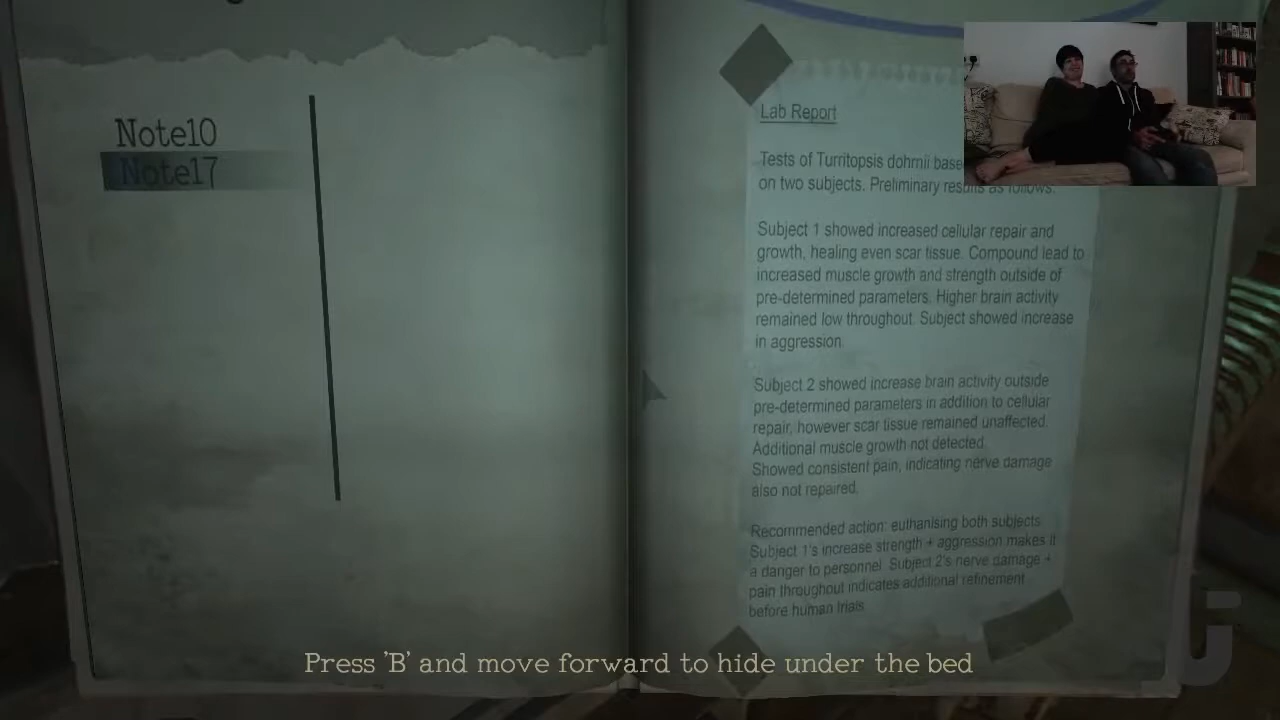 Note10
Note17
Lab Report
Tests of Turritopsis dohrnii
on two subjects. Preliminary results as follows:
Subject 1 showed increased cellular repair and
growth, healing even scar tissue. Compound lead to
increased muscle growth and strength outside of
pre-determined parameters. Higher brain activity
remained low throughout. Subject showed increase
in aggression.
Subject 2 showed increase brain activity outside
pre-determined parameters in addition to cellular
repair, however scar tissue remained unaffected.
Additional muscle growth not detected.
Showed consistent pain, indicating nerve damage
also not repaired.
Recommended action: euthanising both subjects.
Subject 1's increase strength + aggression makes it
a danger to personnel. Subject 2's nerve damage +
pain throughout indicates additional refinement
before human trials.
Press 'B' and move forward to hide under the bed